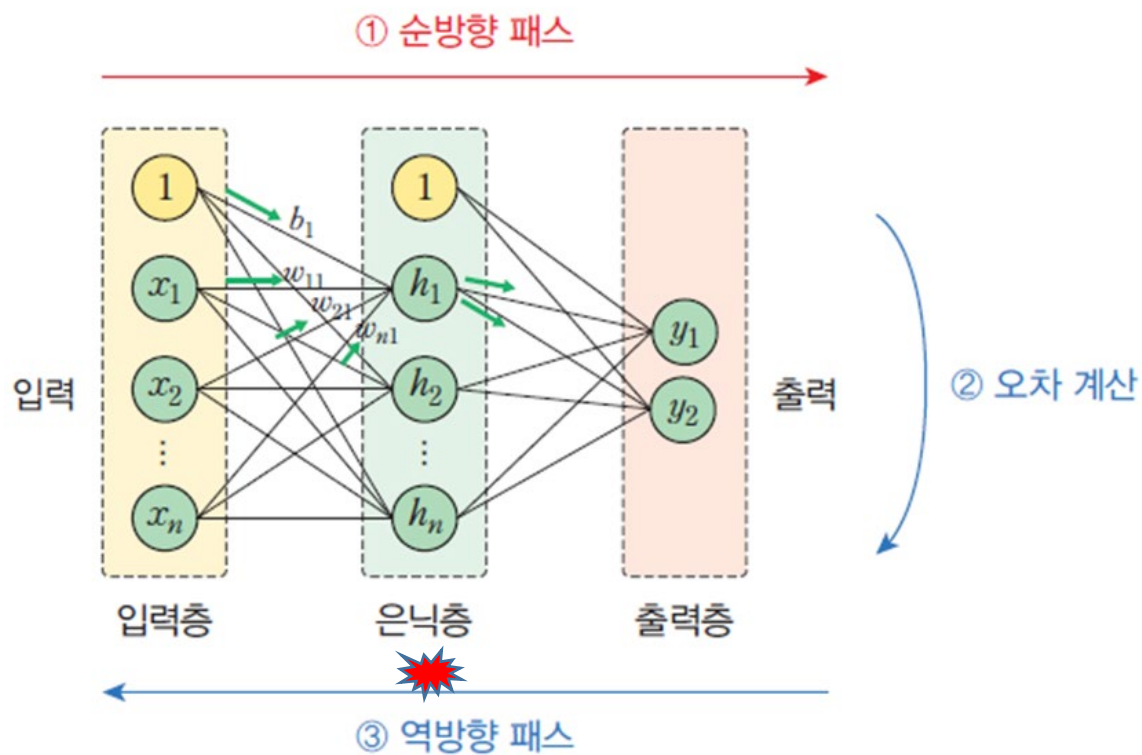 ① 순방향 패스
1 1
b₁
x₁ w₁₁ h₁
w₂₁ wₙ₁ y₁
입력 x₂ h₂ y₂ 출력 ② 오차 계산
⋮ ⋮
xₙ hₙ
입력층 은닉층 출력층
③ 역방향 패스